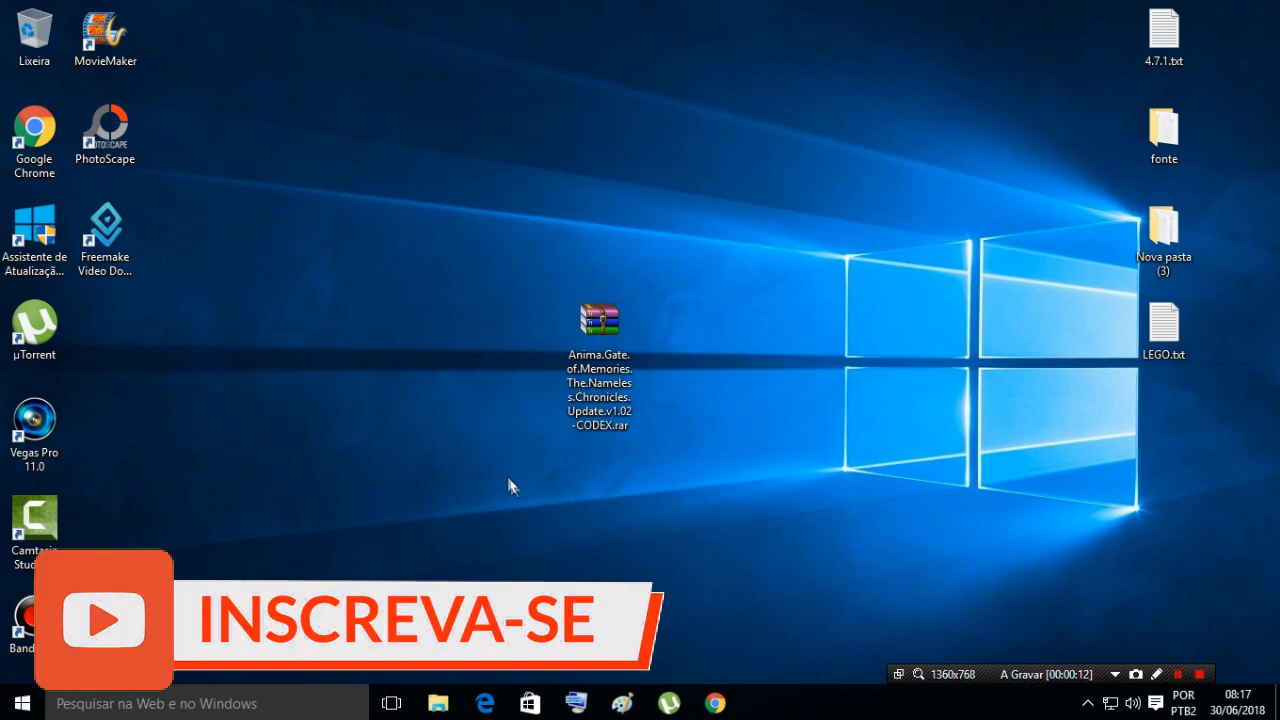 Lixeira
MovieMaker
Google
Chrome
PhotoScape
Assistente de
Atualizaçã...
Freemake
Video Do...
µTorrent
Vegas Pro
11.0
Camtasia
Stud
Band
Anima.Gate.
of.Memories.
The.Nameles
s.Chronicles.
Update.v1.02
-CODEX.rar
4.7.1.txt
fonte
Nova pasta
(3)
LEGO.txt
INSCREVA-SE
1360x768
A Gravar [00:00:12]
Pesquisar na Web e no Windows
POR
PTB2
08:17
30/06/2018